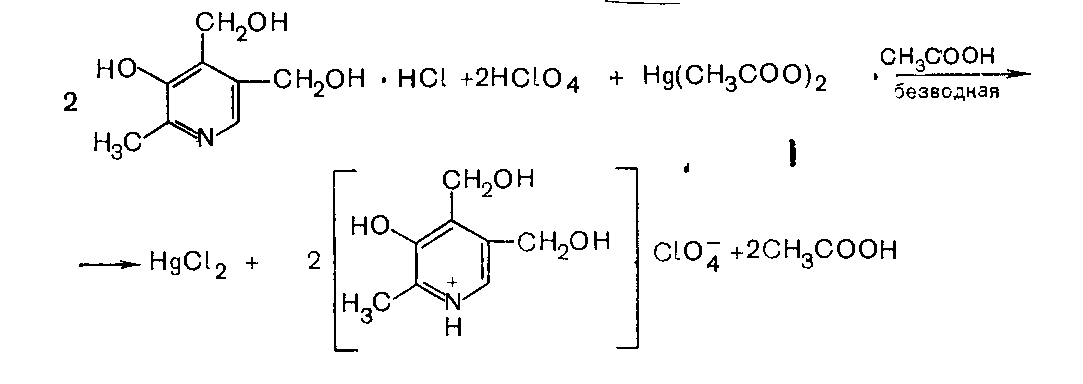 CH₂OH
HO
CH₂OH · HCl +2HClO₄ + Hg(CH₃COO)₂ CH₃COOH
безводная
2
H₃C N
CH₂OH
HO CH₂OH
HgCl₂ + 2 ClO₄⁻ +2CH₃COOH
+
H₃C N
H